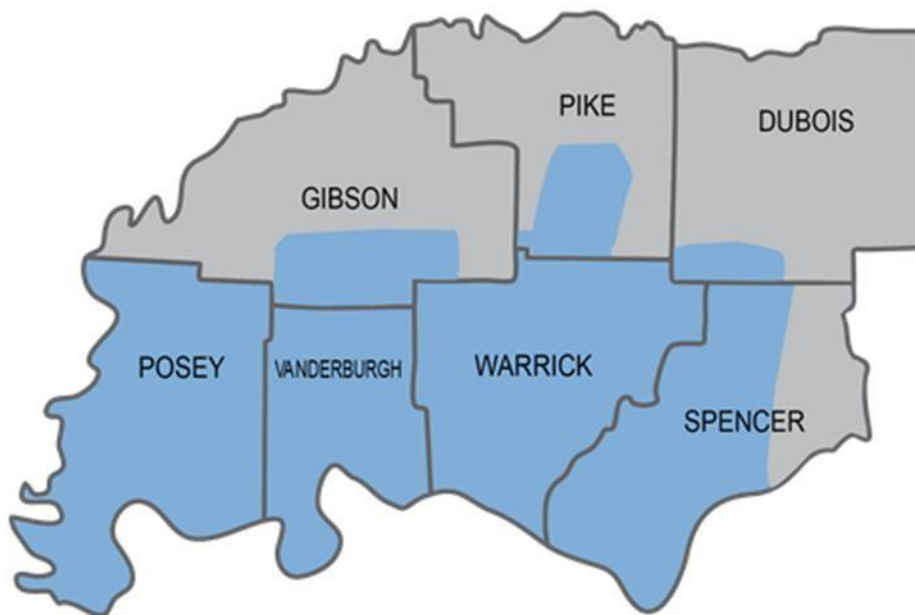 PIKE
DUBOIS
GIBSON
POSEY
VANDERBURGH
WARRICK
SPENCER